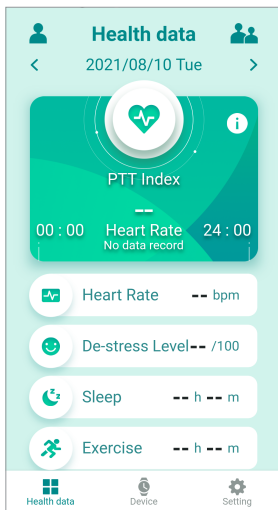 Health data
2021/08/10 Tue
PTT Index
--
00 : 00 Heart Rate 24 : 00
No data record
Heart Rate -- bpm
De-stress Level -- /100
Sleep -- h -- m
Exercise -- h -- m
Health data Device Setting